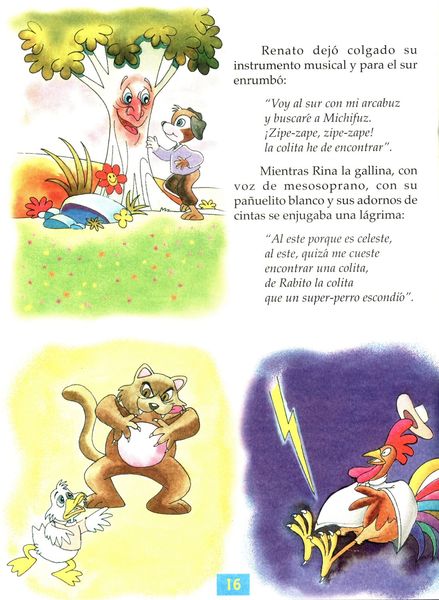 Renato dejó colgado su
instrumento musical y para el sur
enrumbó:
“Voy al sur con mi arcabuz
y buscaré a Michifuz.
¡Zipe-zape, zipe-zape!
la colita he de encontrar”.
Mientras Rina la gallina, con
voz de mesosoprano, con su
pañuelito blanco y sus adornos de
cintas se enjugaba una lágrima:
“Al este porque es celeste,
al este, quizá me cueste
encontrar una colita,
de Rabito la colita
que un super-perro escondío”.
16